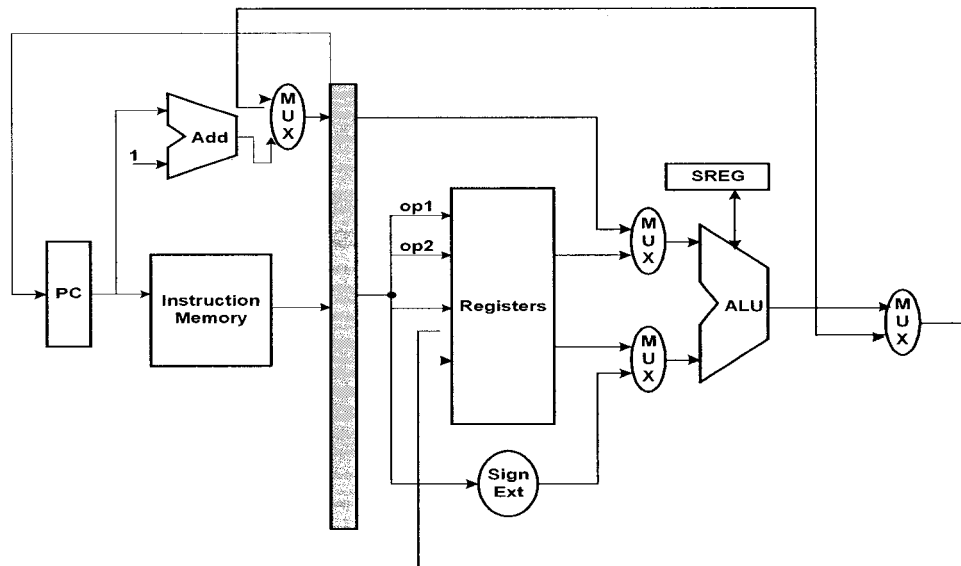 M
U
X
Add
1
SREG
op1
op2
M
U
X
PC
Instruction
Memory
Registers
ALU
M
U
X
M
U
X
Sign
Ext